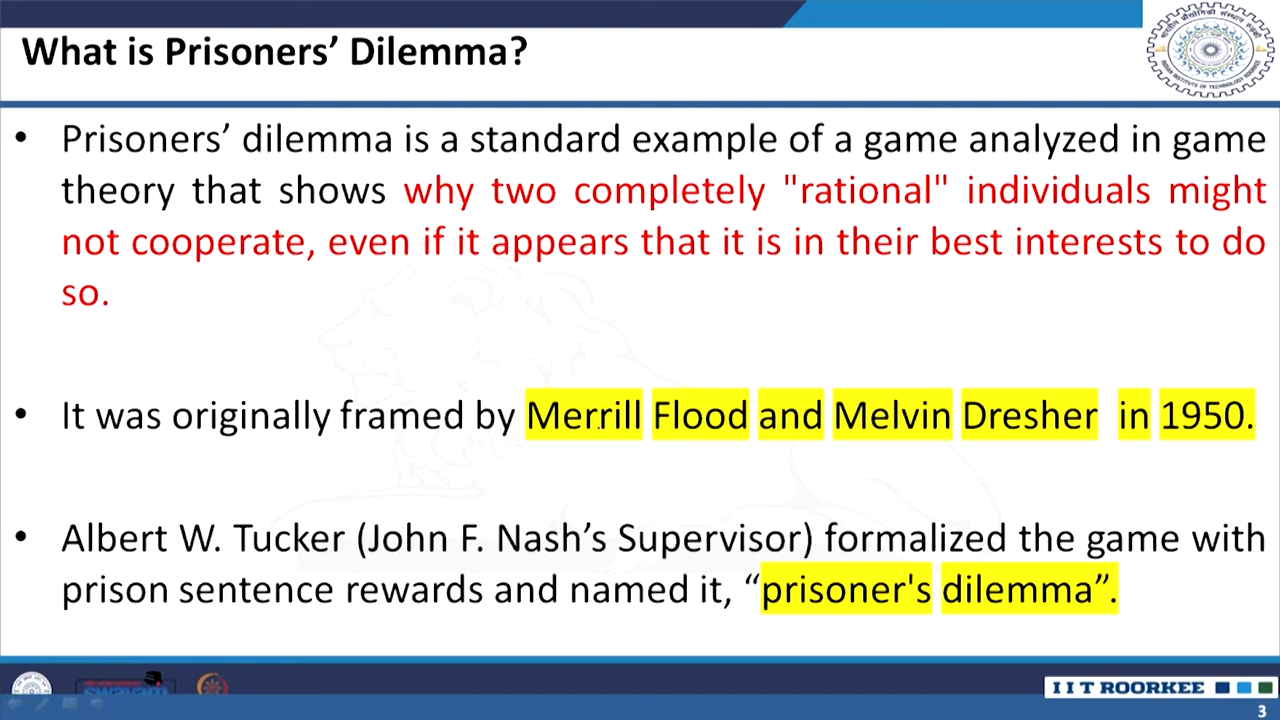 What is Prisoners’ Dilemma?
• Prisoners’ dilemma is a standard example of a game analyzed in game
theory that shows why two completely "rational" individuals might
not cooperate, even if it appears that it is in their best interests to do
so.
• It was originally framed by Merrill Flood and Melvin Dresher in 1950.
• Albert W. Tucker (John F. Nash’s Supervisor) formalized the game with
prison sentence rewards and named it, “prisoner's dilemma”.
swayam
IIT ROORKEE
3